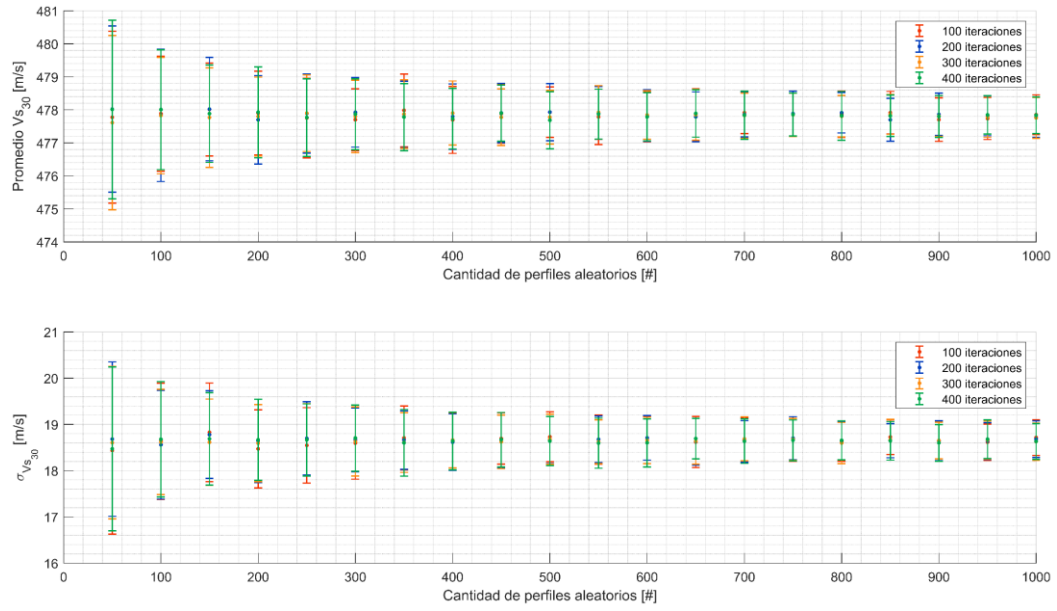 481
480
479
478
477
476
475
474
Promedio Vs30 [m/s]
100 iteraciones
200 iteraciones
300 iteraciones
400 iteraciones
0 100 200 300 400 500 600 700 800 900 1000
Cantidad de perfiles aleatorios [#]
21
20
19
18
17
16
σVs30 [m/s]
100 iteraciones
200 iteraciones
300 iteraciones
400 iteraciones
0 100 200 300 400 500 600 700 800 900 1000
Cantidad de perfiles aleatorios [#]